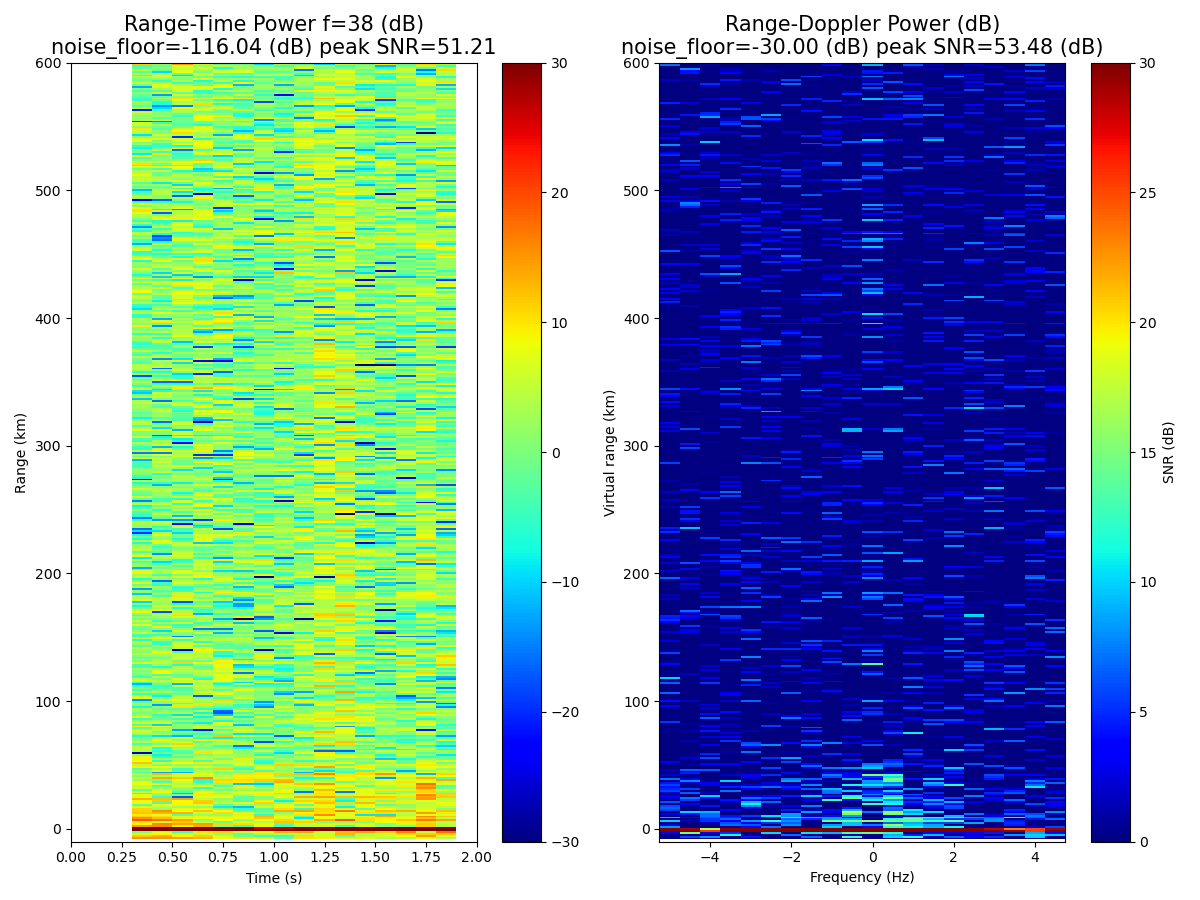 Range-Time Power f=38 (dB)
noise_floor=-116.04 (dB) peak SNR=51.21
Range (km)
600
500
400
300
200
100
0
0.00 0.25 0.50 0.75 1.00 1.25 1.50 1.75 2.00
Time (s)
30
20
10
0
−10
−20
−30
Range-Doppler Power (dB)
noise_floor=-30.00 (dB) peak SNR=53.48 (dB)
Virtual range (km)
600
500
400
300
200
100
0
−4 −2 0 2 4
Frequency (Hz)
30
25
20
15
10
5
0
SNR (dB)